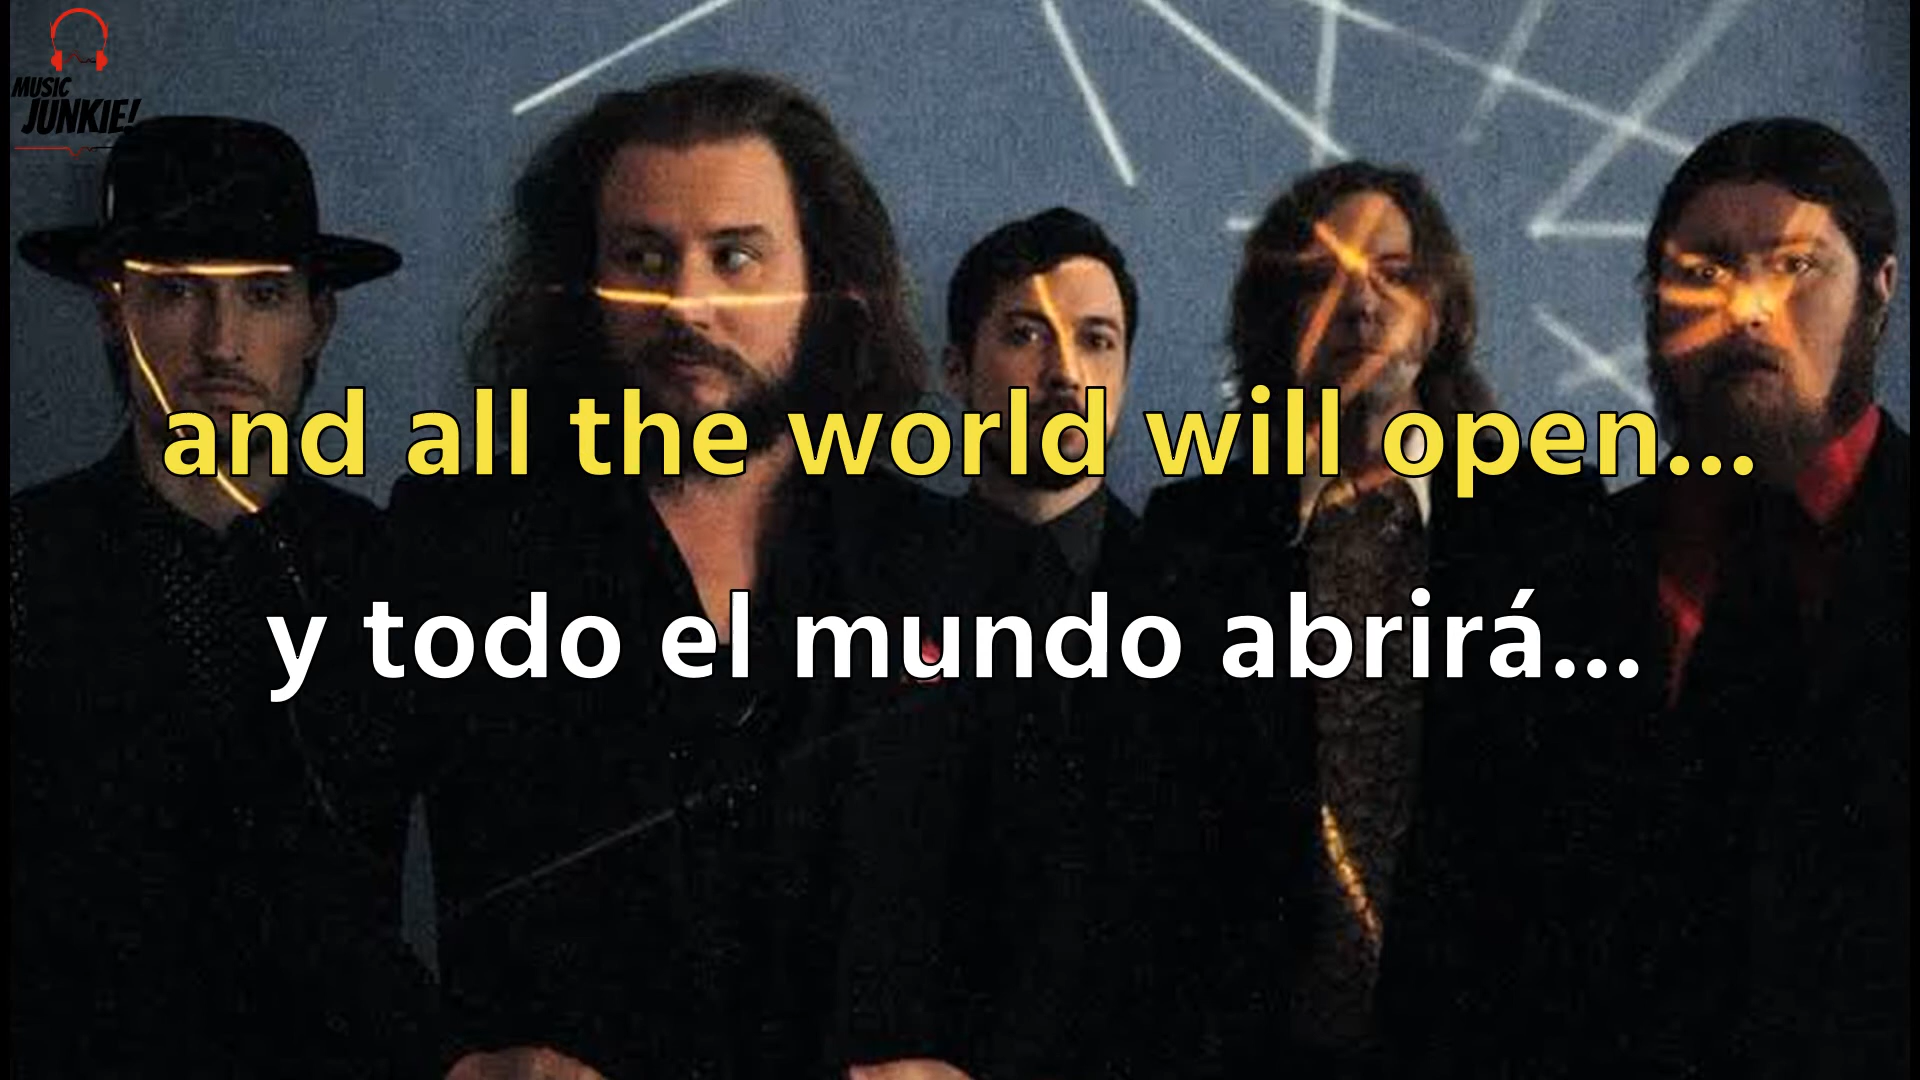 MUSIC
JUNKIE!
and all the world will open...
y todo el mundo abrirá...